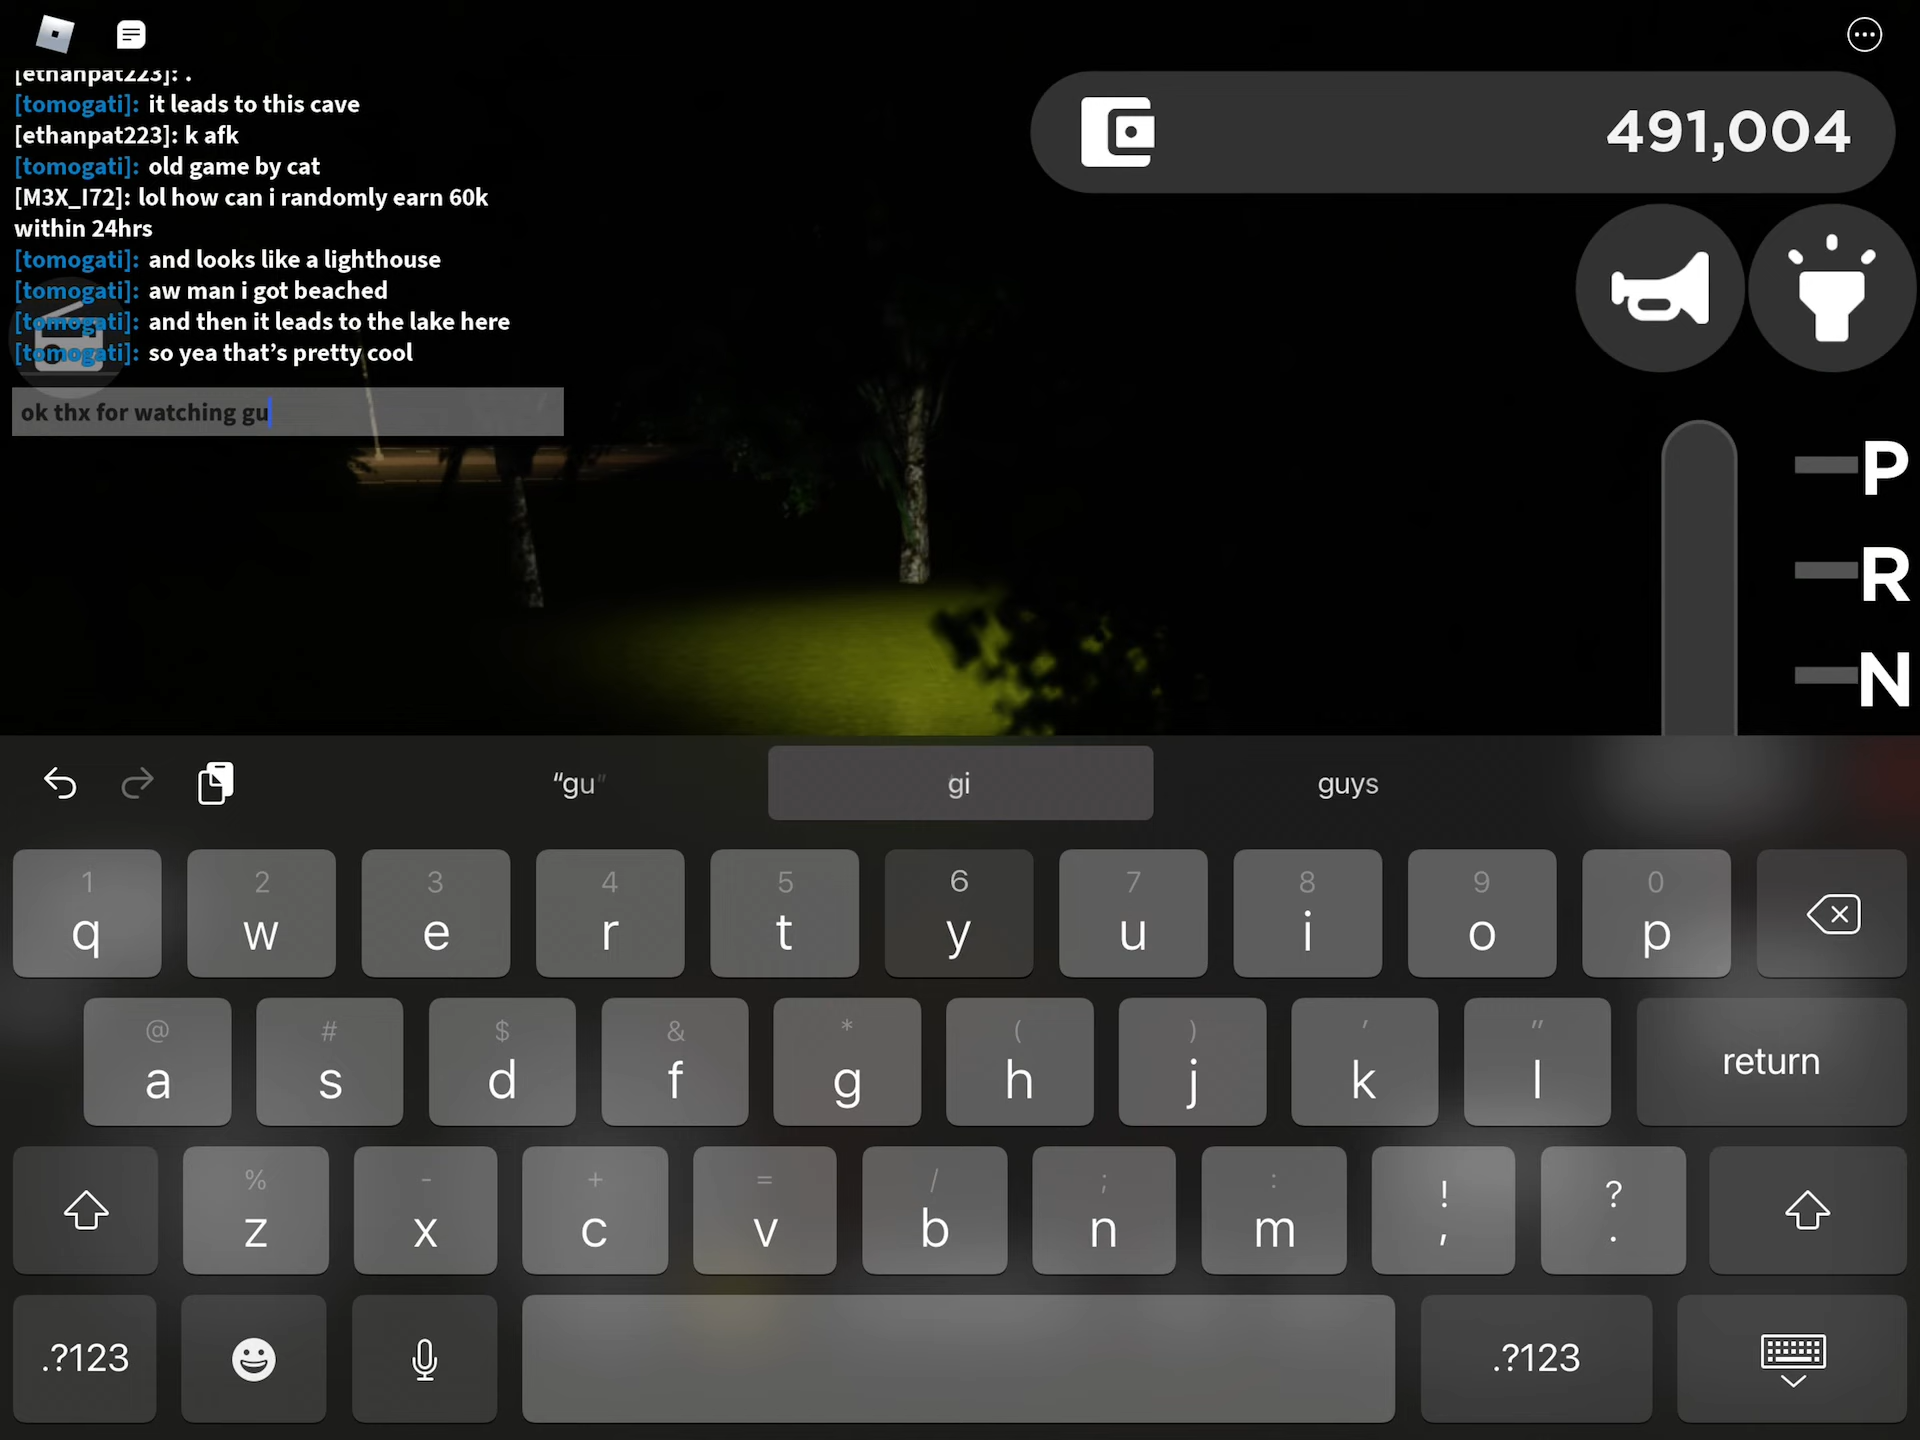 [ethanpat223]: .
[tomogati]: it leads to this cave
[ethanpat223]: k afk
[tomogati]: old game by cat
[M3X_I72]: lol how can i randomly earn 60k
within 24hrs
[tomogati]: and looks like a lighthouse
[tomogati]: aw man i got beached
[tomogati]: and then it leads to the lake here
[tomogati]: so yea that’s pretty cool
ok thx for watching gu
491,004
P
R
N
“gu” gi guys
1 2 3 4 5 6 7 8 9 0
q w e r t y u i o p
@ # $ & * ( ) ' "
a s d f g h j k l return
% - + = / ; : ! ?
z x c v b n m , .
.?123 .?123